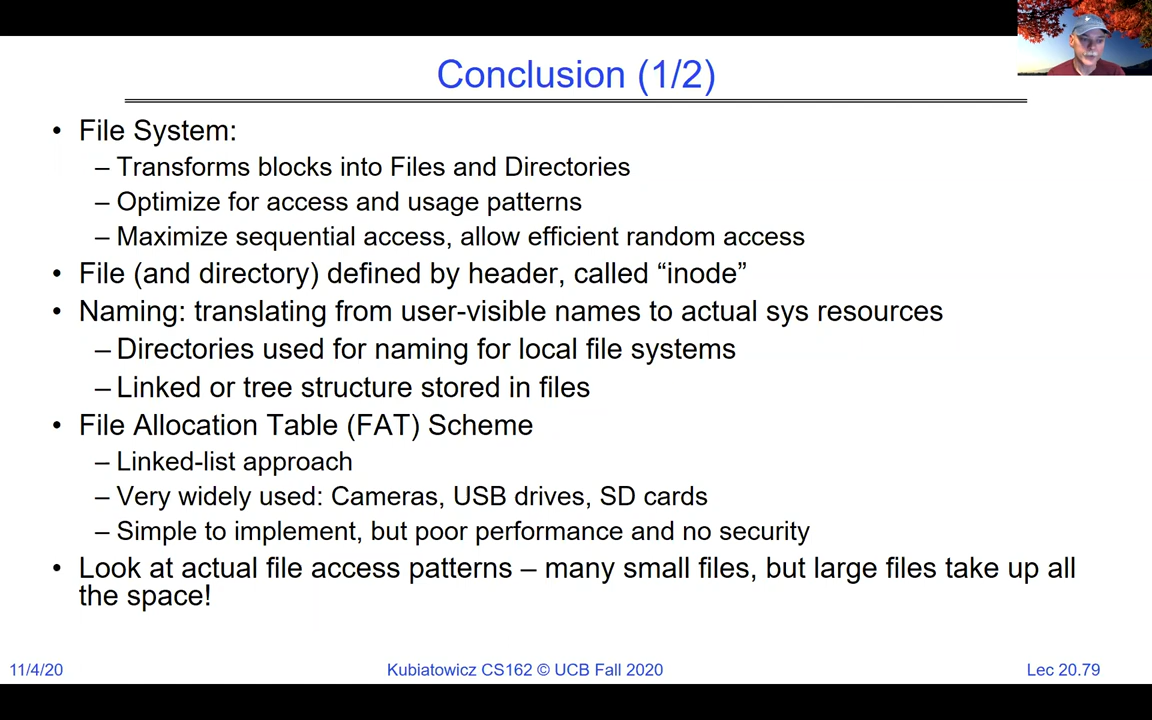 Conclusion (1/2)
• File System:
– Transforms blocks into Files and Directories
– Optimize for access and usage patterns
– Maximize sequential access, allow efficient random access
• File (and directory) defined by header, called “inode”
• Naming: translating from user-visible names to actual sys resources
– Directories used for naming for local file systems
– Linked or tree structure stored in files
• File Allocation Table (FAT) Scheme
– Linked-list approach
– Very widely used: Cameras, USB drives, SD cards
– Simple to implement, but poor performance and no security
• Look at actual file access patterns – many small files, but large files take up all
the space!
11/4/20
Kubiatowicz CS162 © UCB Fall 2020
Lec 20.79